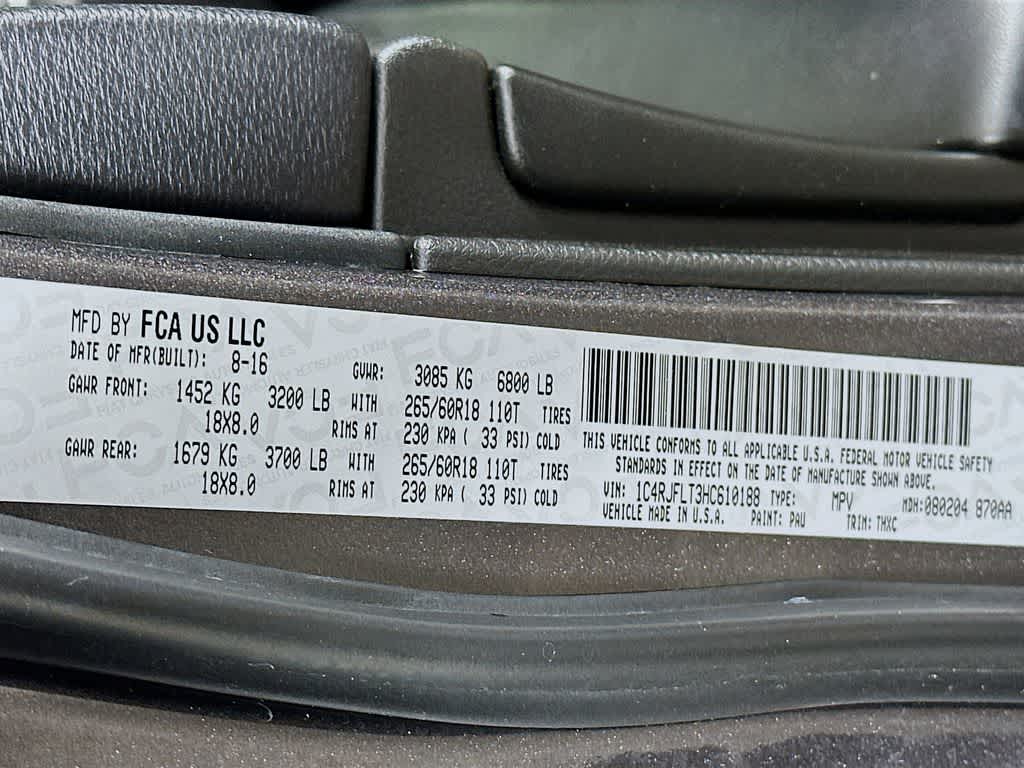 MFD BY FCA US LLC
DATE OF MFR(BUILT): 8-16 GVWR: 3085 KG 6800 LB
GAWR FRONT: 1452 KG 3200 LB WITH 265/60R18 110T TIRES
18X8.0 RIMS AT 230 KPA ( 33 PSI) COLD
GAWR REAR: 1679 KG 3700 LB WITH 265/60R18 110T TIRES
18X8.0 RIMS AT 230 KPA ( 33 PSI) COLD
THIS VEHICLE CONFORMS TO ALL APPLICABLE U.S.A. FEDERAL MOTOR VEHICLE SAFETY
STANDARDS IN EFFECT ON THE DATE OF MANUFACTURE SHOWN ABOVE.
VIN: 1C4RJFLT3HC610188 TYPE: MPV MDH:080204 870AA
VEHICLE MADE IN U.S.A. PAINT: PAU TRIM: THXC